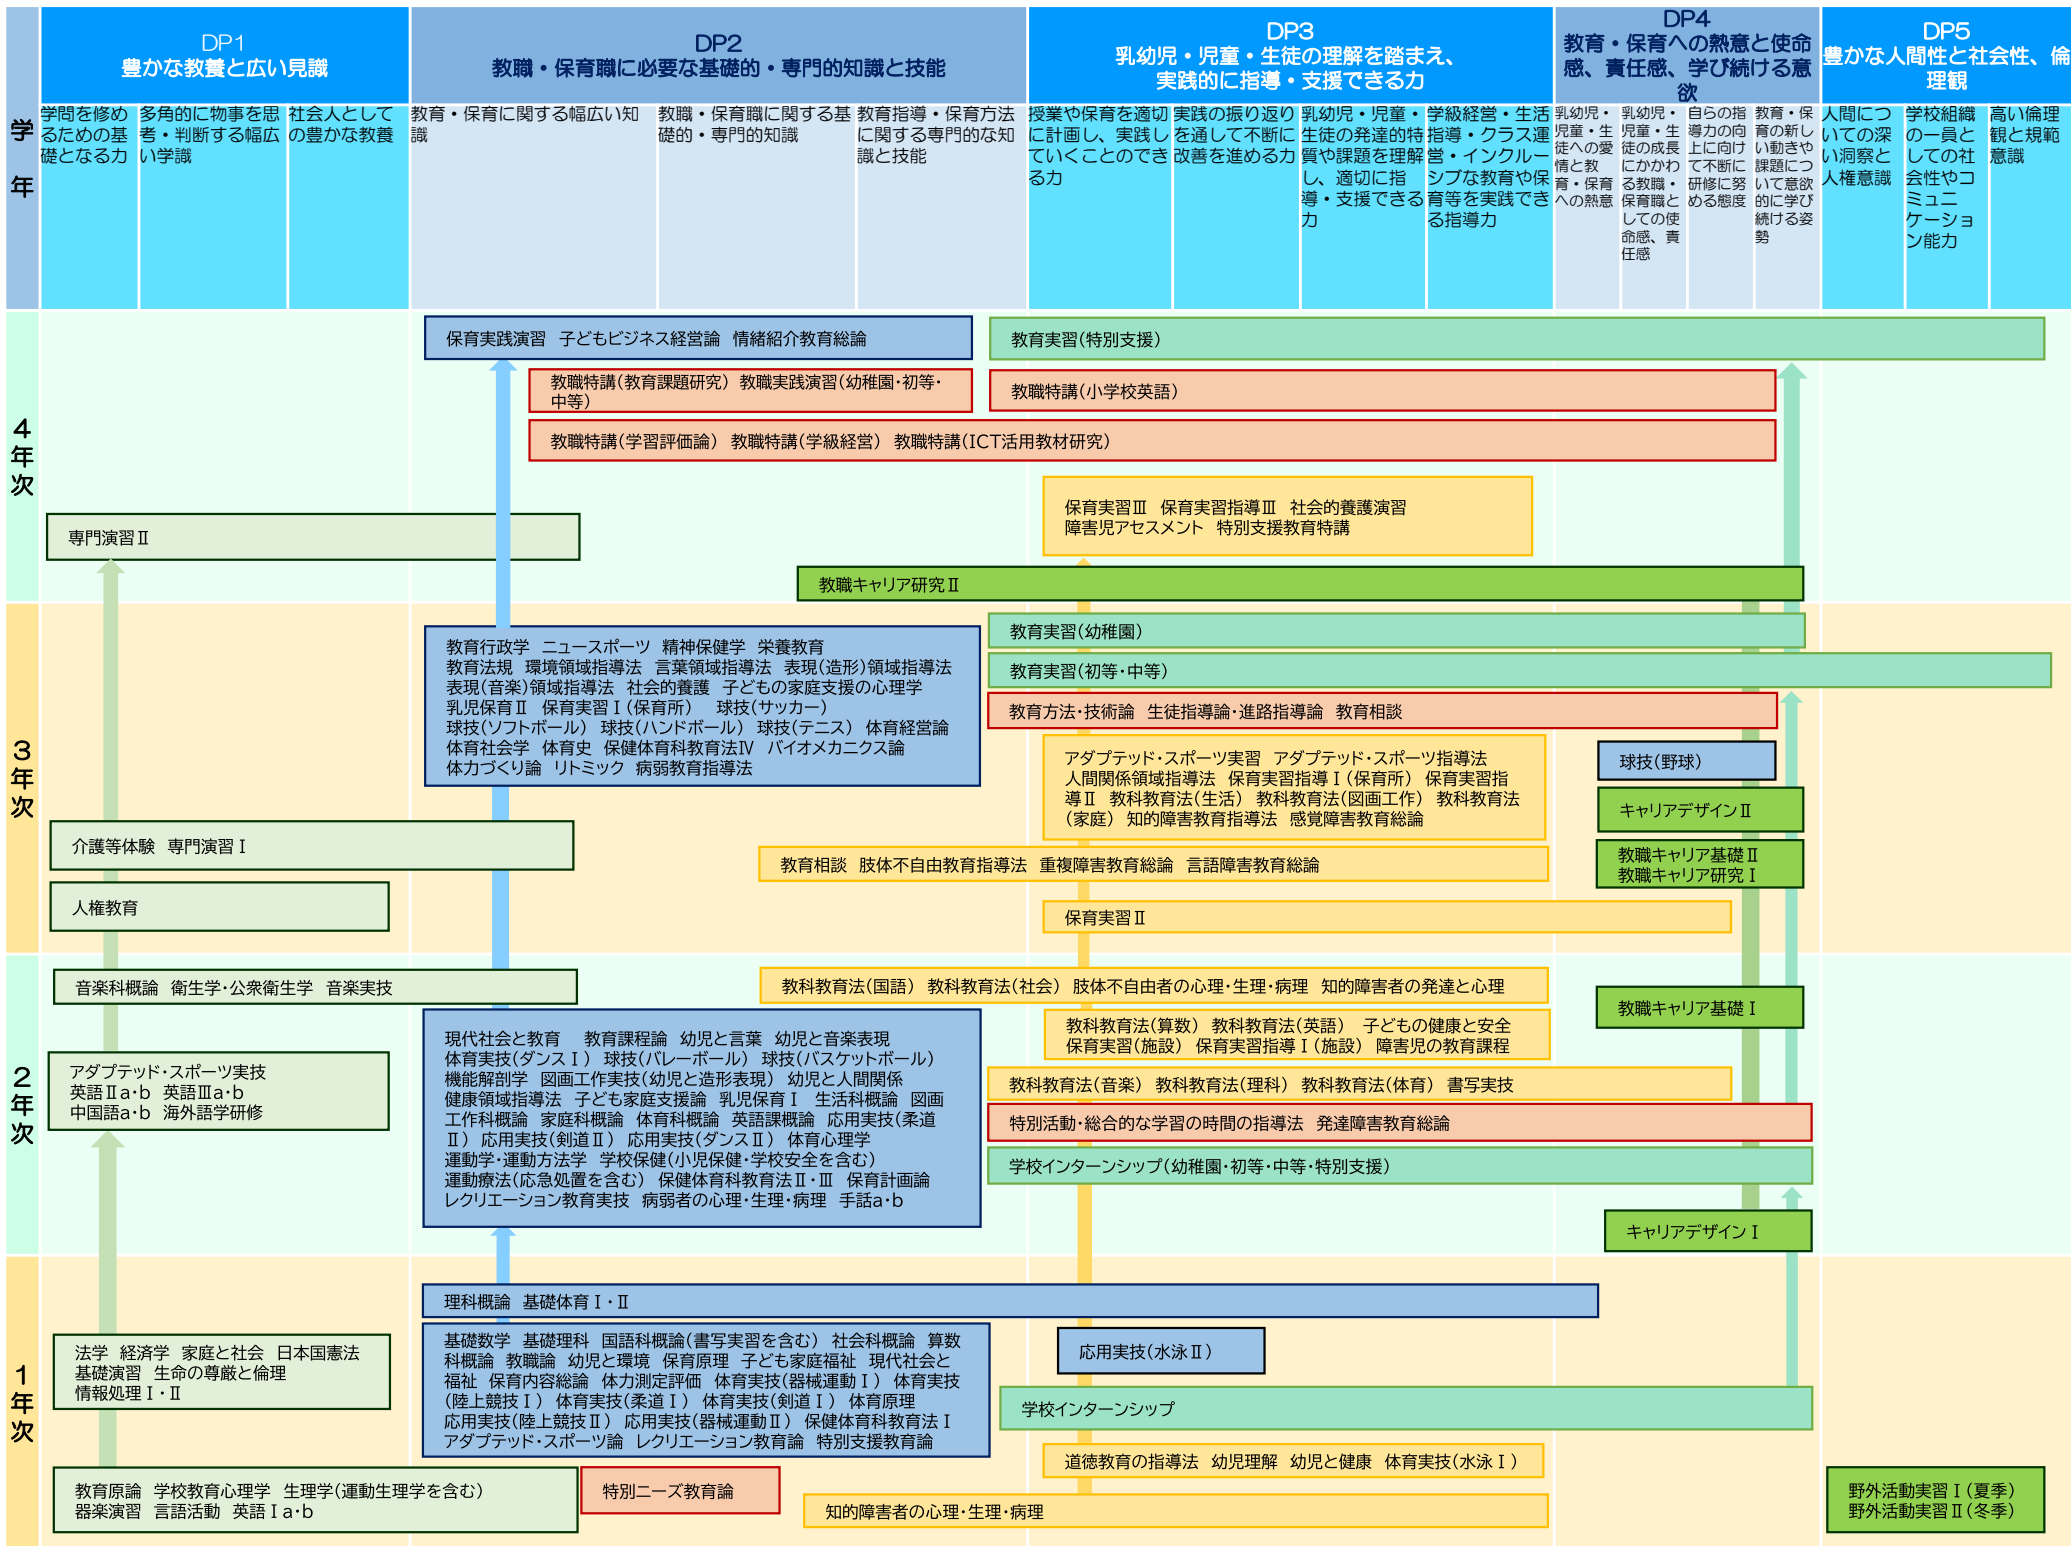 学
年
DP1
豊かな教養と広い見識
DP2
教職・保育職に必要な基礎的・専門的知識と技能
DP3
乳幼児・児童・生徒の理解を踏まえ、
実践的に指導・支援できる力
DP4
教育・保育への熱意と使命
感、責任感、学び続ける意
欲
DP5
豊かな人間性と社会性、倫
理観
学問を修め
るための基
礎となる力
多角的に物事を思
考・判断する幅広
い学識
社会人として
の豊かな教養
教育・保育に関する幅広い知
識
教職・保育職に関する基
礎的・専門的知識
教育指導・保育方法
に関する専門的な知
識と技能
授業や保育を適切
に計画し、実践し
ていくことのでき
る力
実践の振り返り
を通して不断に
改善を進める力
乳幼児・児童・
生徒の発達的特
質や課題を理解
し、適切に指
導・支援できる
力
学級経営・生活
指導・クラス運
営・インクルー
シブな教育や保
育等を実践でき
る指導力
乳幼児・
児童・生
徒への愛
情と教
育・保育
への熱意
乳幼児・
児童・生
徒の成長
にかかわ
る教職・
保育職と
しての使
命感、責
任感
自らの指
導力の向
上に向け
て不断に
研修に努
める態度
教育・保
育の新し
い動きや
課題につ
いて意欲
的に学び
続ける姿
勢
人間につ
いての深
い洞察と
人権意識
学校組織
の一員と
しての社
会性やコ
ミュニ
ケーショ
ン能力
高い倫理
観と規範
意識
4
年
次
保育実践演習 子どもビジネス経営論 情緒紹介教育総論
教育実習(特別支援)
教職特講(教育課題研究) 教職実践演習(幼稚園・初等・
中等)
教職特講(小学校英語)
教職特講(学習評価論) 教職特講(学級経営) 教職特講(ICT活用教材研究)
保育実習Ⅲ 保育実習指導Ⅲ 社会的養護演習
障害児アセスメント 特別支援教育特講
専門演習Ⅱ
教職キャリア研究Ⅱ
3
年
次
教育行政学 ニュースポーツ 精神保健学 栄養教育
教育法規 環境領域指導法 言葉領域指導法 表現(造形)領域指導法
表現(音楽)領域指導法 社会的養護 子どもの家庭支援の心理学
乳児保育Ⅱ 保育実習Ⅰ(保育所) 球技(サッカー)
球技(ソフトボール) 球技(ハンドボール) 球技(テニス) 体育経営論
体育社会学 体育史 保健体育科教育法Ⅳ バイオメカニクス論
体力づくり論 リトミック 病弱教育指導法
教育実習(幼稚園)
教育実習(初等・中等)
教育方法・技術論 生徒指導論・進路指導論 教育相談
アダプテッド・スポーツ実習 アダプテッド・スポーツ指導法
人間関係領域指導法 保育実習指導Ⅰ(保育所) 保育実習指
導Ⅱ 教科教育法(生活) 教科教育法(図画工作) 教科教育法
(家庭) 知的障害教育指導法 感覚障害教育総論
球技(野球)
キャリアデザインⅡ
教職キャリア基礎Ⅱ
教職キャリア研究Ⅰ
介護等体験 専門演習Ⅰ
教育相談 肢体不自由教育指導法 重複障害教育総論 言語障害教育総論
人権教育
保育実習Ⅱ
2
年
次
音楽科概論 衛生学・公衆衛生学 音楽実技
教科教育法(国語) 教科教育法(社会) 肢体不自由者の心理・生理・病理 知的障害者の発達と心理
教職キャリア基礎Ⅰ
現代社会と教育 教育課程論 幼児と言葉 幼児と音楽表現
体育実技(ダンスⅠ) 球技(バレーボール) 球技(バスケットボール)
機能解剖学 図画工作実技(幼児と造形表現) 幼児と人間関係
健康領域指導法 子ども家庭支援論 乳児保育Ⅰ 生活科概論 図画
工作科概論 家庭科概論 体育科概論 英語課概論 応用実技(柔道
Ⅱ) 応用実技(剣道Ⅱ) 応用実技(ダンスⅡ) 体育心理学
運動学・運動方法学 学校保健(小児保健・学校安全を含む)
運動療法(応急処置を含む) 保健体育科教育法Ⅱ・Ⅲ 保育計画論
レクリエーション教育実技 病弱者の心理・生理・病理 手話a・b
教科教育法(算数) 教科教育法(英語) 子どもの健康と安全
保育実習(施設) 保育実習指導Ⅰ(施設) 障害児の教育課程
アダプテッド・スポーツ実技
英語Ⅱa・b 英語Ⅲa・b
中国語a・b 海外語学研修
教科教育法(音楽) 教科教育法(理科) 教科教育法(体育) 書写実技
特別活動・総合的な学習の時間の指導法 発達障害教育総論
学校インターンシップ(幼稚園・初等・中等・特別支援)
キャリアデザインⅠ
1
年
次
理科概論 基礎体育Ⅰ・Ⅱ
法学 経済学 家庭と社会 日本国憲法
基礎演習 生命の尊厳と倫理
情報処理Ⅰ・Ⅱ
基礎数学 基礎理科 国語科概論(書写実習を含む) 社会科概論 算数
科概論 教職論 幼児と環境 保育原理 子ども家庭福祉 現代社会と
福祉 保育内容総論 体力測定評価 体育実技(器械運動Ⅰ) 体育実技
(陸上競技Ⅰ) 体育実技(柔道Ⅰ) 体育実技(剣道Ⅰ) 体育原理
応用実技(陸上競技Ⅱ) 応用実技(器械運動Ⅱ) 保健体育科教育法Ⅰ
アダプテッド・スポーツ論 レクリエーション教育論 特別支援教育論
応用実技(水泳Ⅱ)
学校インターンシップ
道徳教育の指導法 幼児理解 幼児と健康 体育実技(水泳Ⅰ)
教育原論 学校教育心理学 生理学(運動生理学を含む)
器楽演習 言語活動 英語Ⅰa・b
特別ニーズ教育論
知的障害者の心理・生理・病理
野外活動実習Ⅰ(夏季)
野外活動実習Ⅱ(冬季)